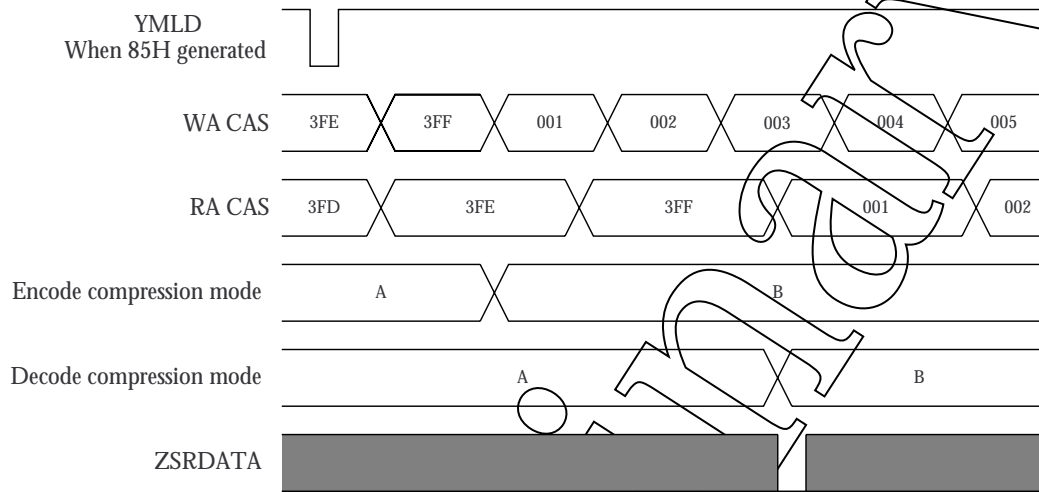 YMLD
When 85H generated
WA CAS 3FE 3FF 001 002 003 004 005
RA CAS 3FD 3FE 3FF 001 002
Encode compression mode A B
Decode compression mode A B
ZSRDATA